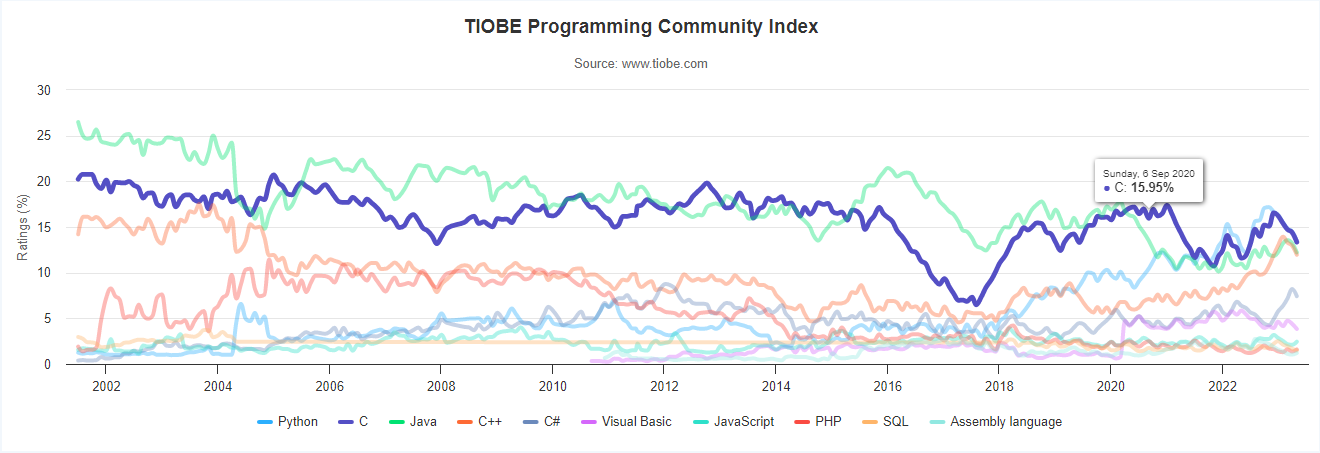 TIOBE Programming Community Index
Source: www.tiobe.com
Ratings (%)
30
25
20
15
10
5
0
Sunday, 6 Sep 2020
● C: 15.95%
2002 2004 2006 2008 2010 2012 2014 2016 2018 2020 2022
Python C Java C++ C# Visual Basic JavaScript PHP SQL Assembly language